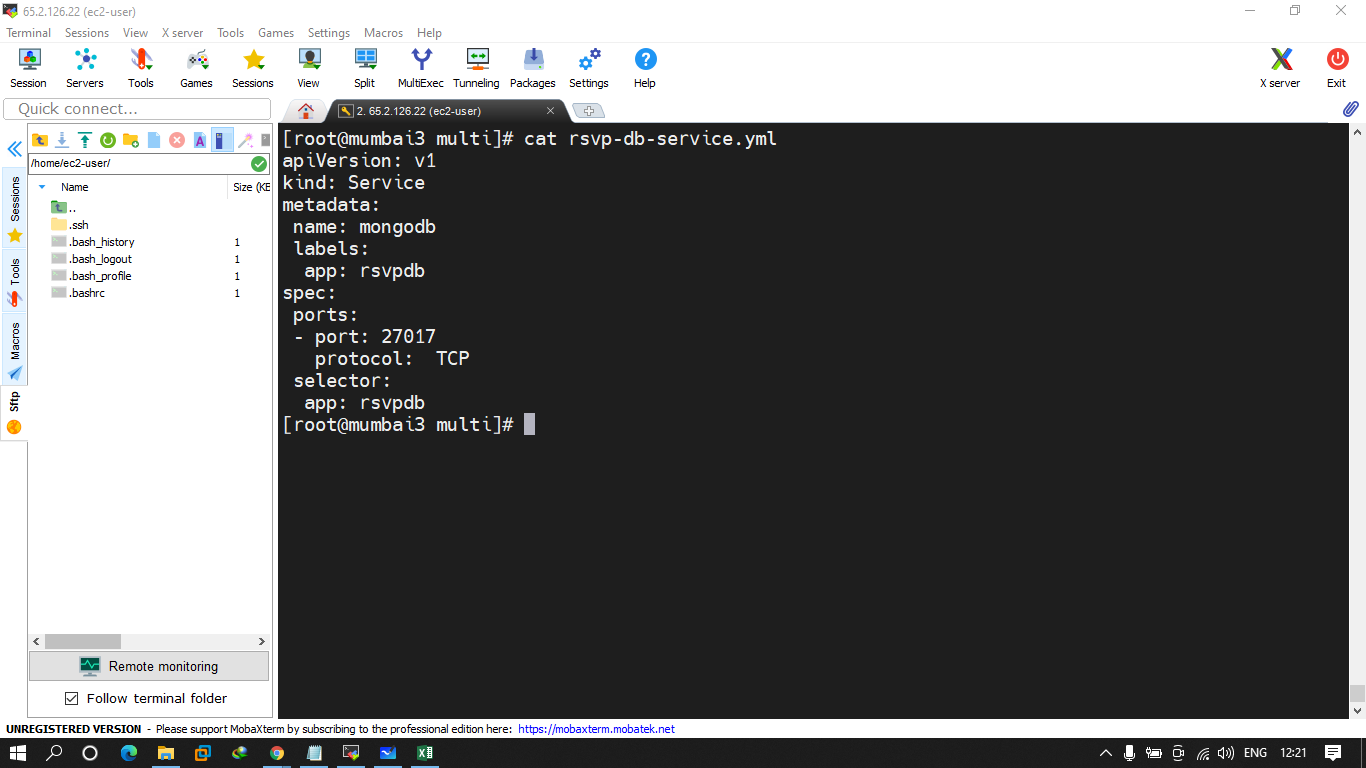 65.2.126.22 (ec2-user)
Terminal Sessions View X server Tools Games Settings Macros Help
Session Servers Tools Games Sessions View Split MultiExec Tunneling Packages Settings Help X server Exit
Quick connect...
2. 65.2.126.22 (ec2-user)
/home/ec2-user/
Name Size (KB
..
.ssh
.bash_history 1
.bash_logout 1
.bash_profile 1
.bashrc 1
Sessions
Tools
Macros
Sftp
Remote monitoring
Follow terminal folder
[root@mumbai3 multi]# cat rsvp-db-service.yml
apiVersion: v1
kind: Service
metadata:
 name: mongodb
 labels:
  app: rsvpdb
spec:
 ports:
 - port: 27017
   protocol:  TCP
 selector:
  app: rsvpdb
[root@mumbai3 multi]#
UNREGISTERED VERSION - Please support MobaXterm by subscribing to the professional edition here: https://mobaxterm.mobatek.net
ENG 12:21